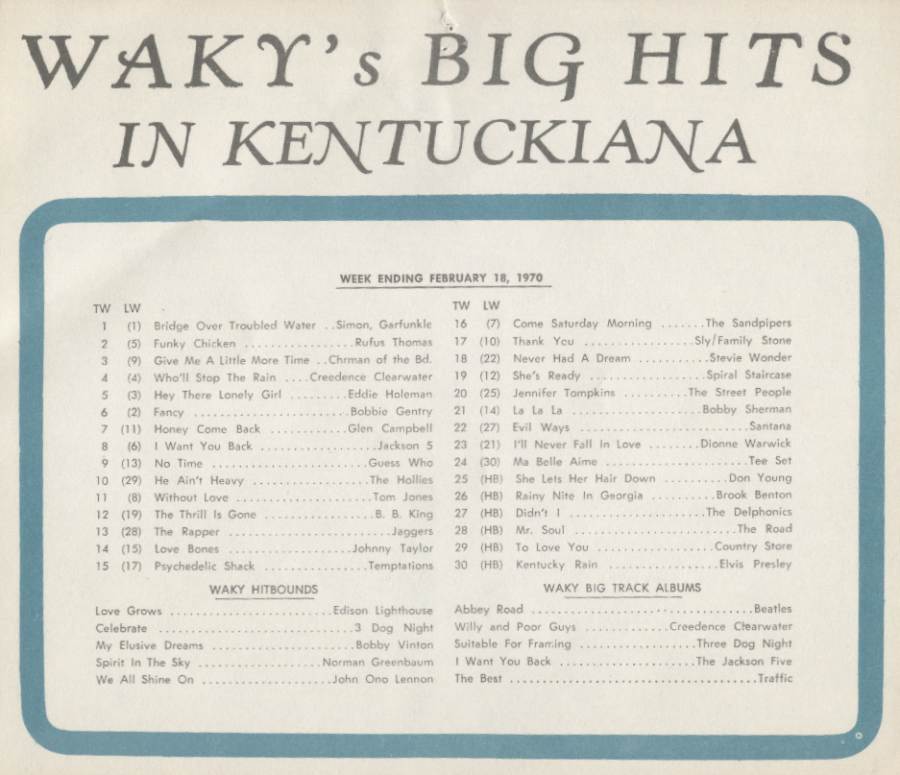 WAKY's BIG HITS
IN KENTUCKIANA
WEEK ENDING FEBRUARY 18, 1970
TW LW
1 (1) Bridge Over Troubled Water ..Simon, Garfunkle
2 (5) Funky Chicken ..................Rufus Thomas
3 (9) Give Me A Little More Time ..Chrman of the Bd.
4 (4) Who'll Stop The Rain ....Creedence Clearwater
5 (3) Hey There Lonely Girl .........Eddie Holeman
6 (2) Fancy .........................Bobbie Gentry
7 (11) Honey Come Back ............Glen Campbell
8 (6) I Want You Back ...................Jackson 5
9 (13) No Time .........................Guess Who
10 (29) He Ain't Heavy ...................The Hollies
11 (8) Without Love ......................Tom Jones
12 (19) The Thrill Is Gone .................B. B. King
13 (28) The Rapper ..........................Jaggers
14 (15) Love Bones ....................Johnny Taylor
15 (17) Psychedelic Shack .................Temptations
WAKY HITBOUNDS
Love Grows ..........................Edison Lighthouse
Celebrate ...............................3 Dog Night
My Elusive Dreams ........................Bobby Vinton
Spirit In The Sky ....................Norman Greenbaum
We All Shine On .....................John Ono Lennon
TW LW
16 (7) Come Saturday Morning .......The Sandpipers
17 (10) Thank You .................Sly/Family Stone
18 (22) Never Had A Dream ...........Stevie Wonder
19 (12) She's Ready ..................Spiral Staircase
20 (25) Jennifer Tompkins ..........The Street People
21 (14) La La La .....................Bobby Sherman
22 (27) Evil Ways ...........................Santana
23 (21) I'll Never Fall In Love ........Dionne Warwick
24 (30) Ma Belle Aime .......................Tee Set
25 (HB) She Lets Her Hair Down ..........Don Young
26 (HB) Rainy Nite In Georgia ..........Brook Benton
27 (HB) Didn't I ......................The Delphonics
28 (HB) Mr. Soul ...........................The Road
29 (HB) To Love You ..................Country Store
30 (HB) Kentucky Rain .................Elvis Presley
WAKY BIG TRACK ALBUMS
Abbey Road ...................................Beatles
Willy and Poor Guys .............Creedence Clearwater
Suitable For Framing ..................Three Dog Night
I Want You Back ......................The Jackson Five
The Best ......................................Traffic